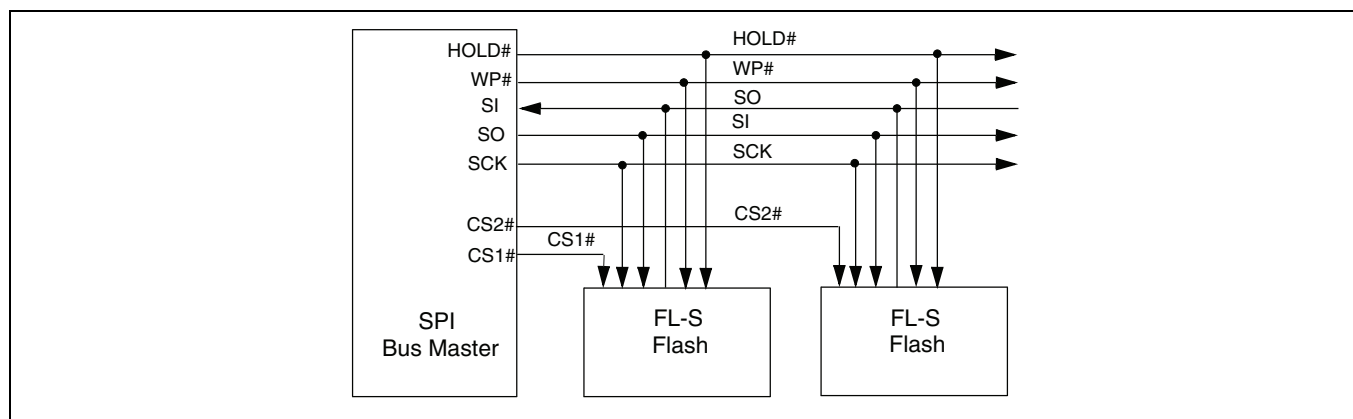 HOLD#
HOLD#
WP#
WP#
SI
SO
SO
SI
SCK
SCK
CS2#
CS2#
CS1#
CS1#
SPI
Bus Master
FL-S
Flash
FL-S
Flash